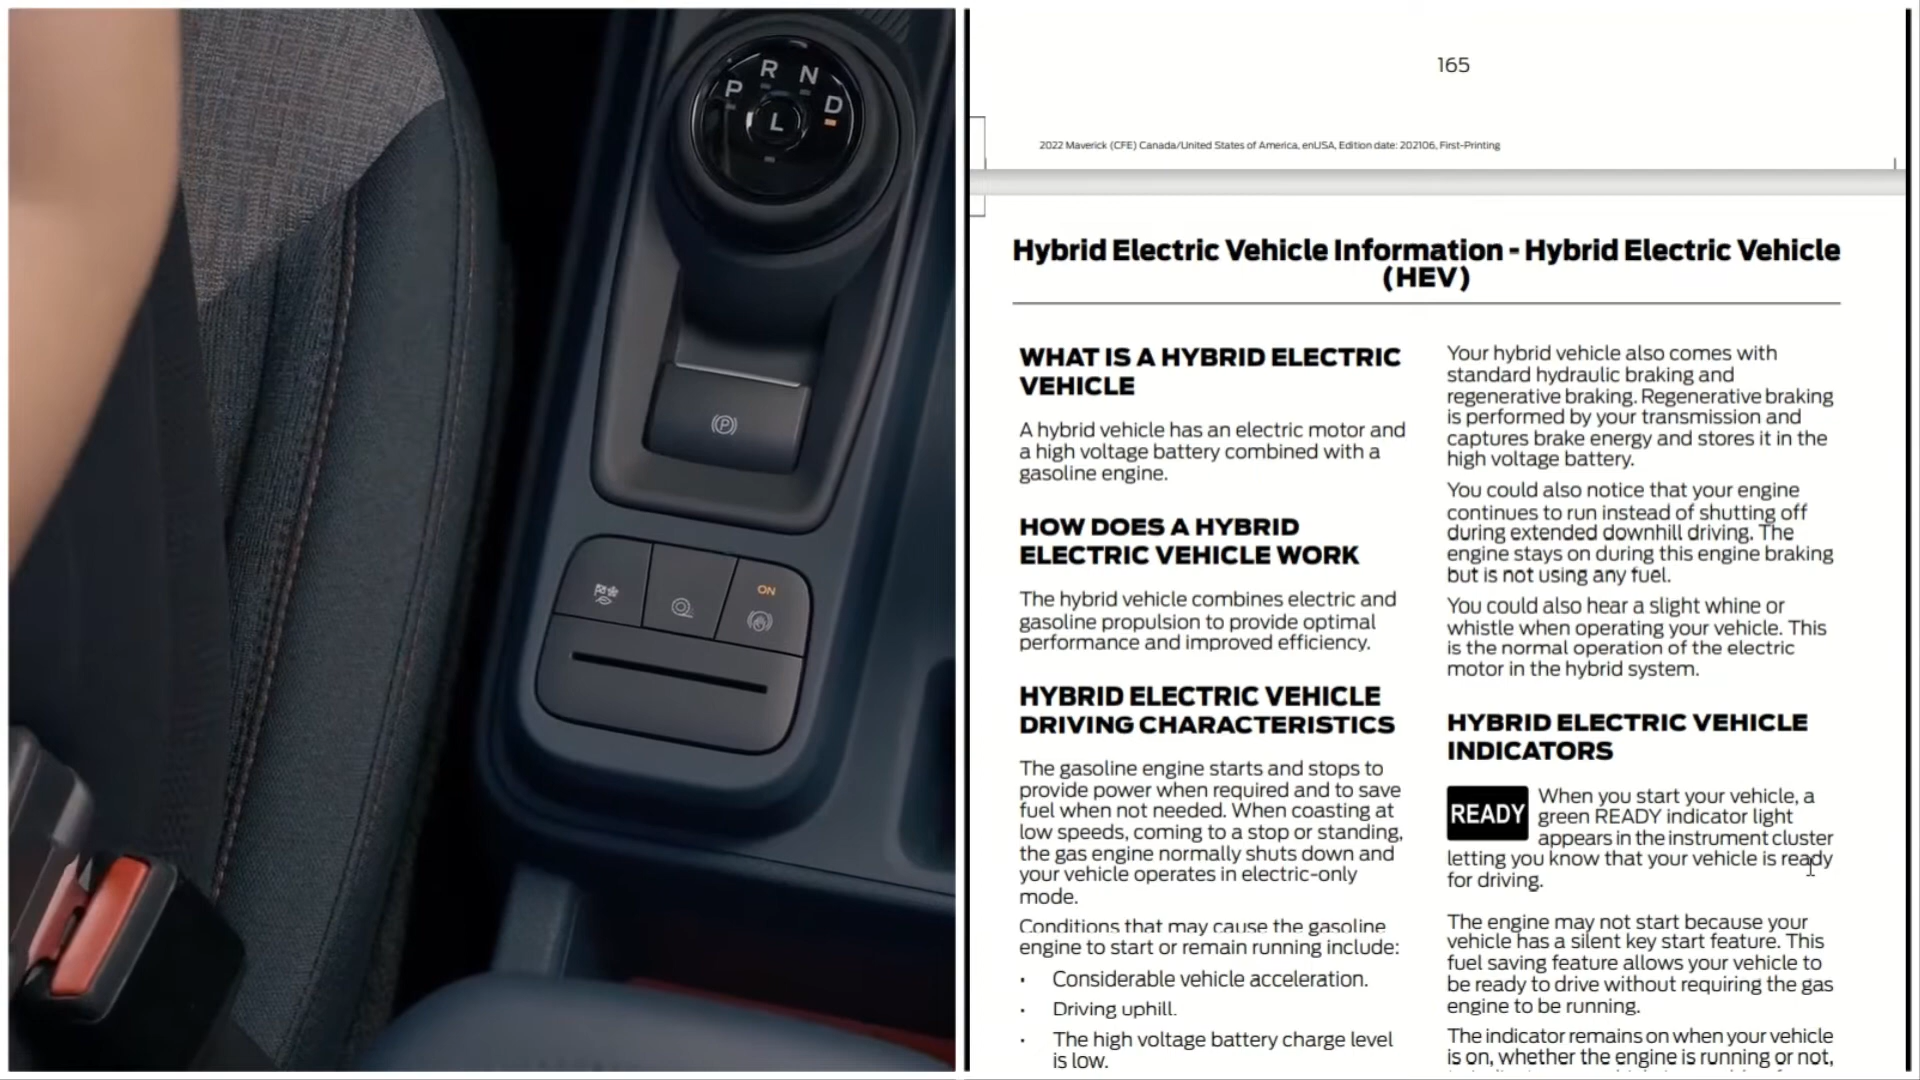 R N
P D
L
P
ON
165
2022 Maverick (CFE) Canada/United States of America, enUSA, Edition date: 202106, First-Printing
Hybrid Electric Vehicle Information - Hybrid Electric Vehicle
(HEV)
WHAT IS A HYBRID ELECTRIC
VEHICLE
A hybrid vehicle has an electric motor and
a high voltage battery combined with a
gasoline engine.
HOW DOES A HYBRID
ELECTRIC VEHICLE WORK
The hybrid vehicle combines electric and
gasoline propulsion to provide optimal
performance and improved efficiency.
HYBRID ELECTRIC VEHICLE
DRIVING CHARACTERISTICS
The gasoline engine starts and stops to
provide power when required and to save
fuel when not needed. When coasting at
low speeds, coming to a stop or standing,
the gas engine normally shuts down and
your vehicle operates in electric-only
mode.
Conditions that may cause the gasoline
engine to start or remain running include:
· Considerable vehicle acceleration.
· Driving uphill.
· The high voltage battery charge level
is low.
Your hybrid vehicle also comes with
standard hydraulic braking and
regenerative braking. Regenerative braking
is performed by your transmission and
captures brake energy and stores it in the
high voltage battery.
You could also notice that your engine
continues to run instead of shutting off
during extended downhill driving. The
engine stays on during this engine braking
but is not using any fuel.
You could also hear a slight whine or
whistle when operating your vehicle. This
is the normal operation of the electric
motor in the hybrid system.
HYBRID ELECTRIC VEHICLE
INDICATORS
READY When you start your vehicle, a
green READY indicator light
appears in the instrument cluster
letting you know that your vehicle is ready
for driving.
The engine may not start because your
vehicle has a silent key start feature. This
fuel saving feature allows your vehicle to
be ready to drive without requiring the gas
engine to be running.
The indicator remains on when your vehicle
is on, whether the engine is running or not,